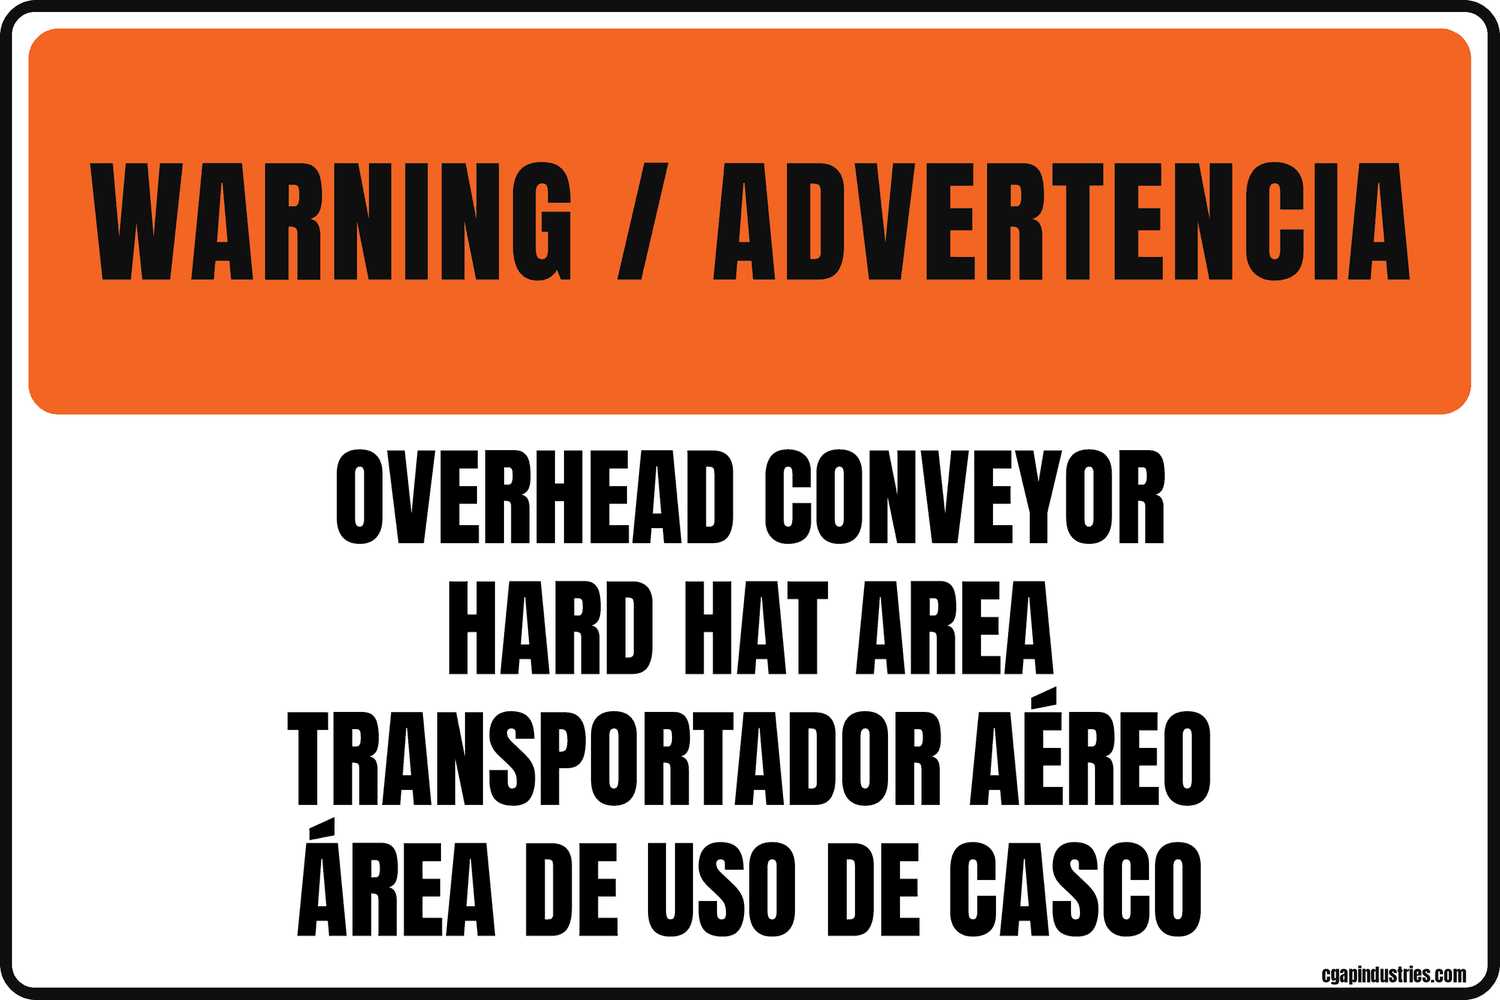 WARNING / ADVERTENCIA
OVERHEAD CONVEYOR
HARD HAT AREA
TRANSPORTADOR AÉREO
ÁREA DE USO DE CASCO
cgapindustries.com